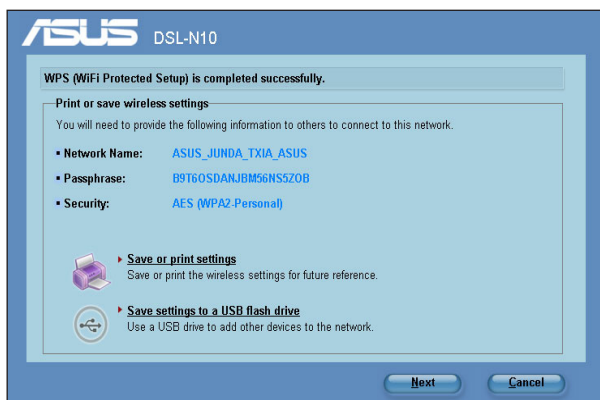 ASUS DSL-N10
WPS (WiFi Protected Setup) is completed successfully.
Print or save wireless settings
You will need to provide the following information to others to connect to this network.
Network Name: ASUS_JUNDA_TXIA_ASUS
Passphrase: B9T6OSDANJBM56NS5ZOB
Security: AES (WPA2-Personal)
Save or print settings
Save or print the wireless settings for future reference.
Save settings to a USB flash drive
Use a USB drive to add other devices to the network.
Next Cancel